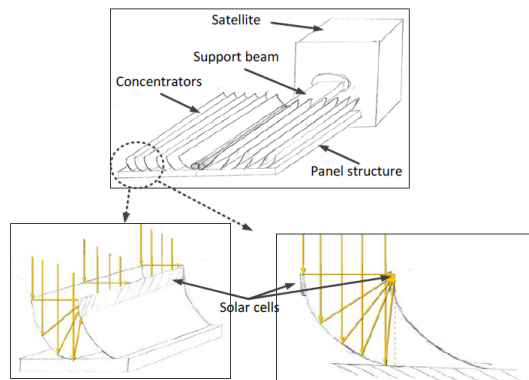 Satellite
Support beam
Concentrators
Panel structure
Solar cells